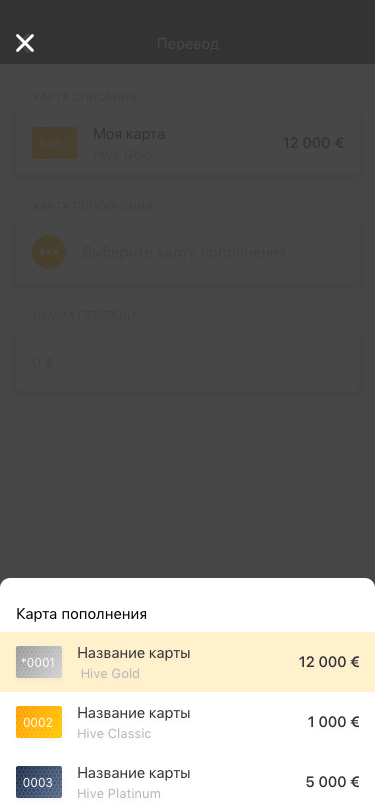 Перевод
КАРТА СПИСАНИЯ
6452
Моя карта
12 000 €
Hive Gold
КАРТА ПОПОЛНЕНИЯ
Выберите карту пополнения
СУММА ПЕРЕВОДА
0 €
Карта пополнения
*0001
Название карты
12 000 €
Hive Gold
0002
Название карты
1 000 €
Hive Classic
0003
Название карты
5 000 €
Hive Platinum